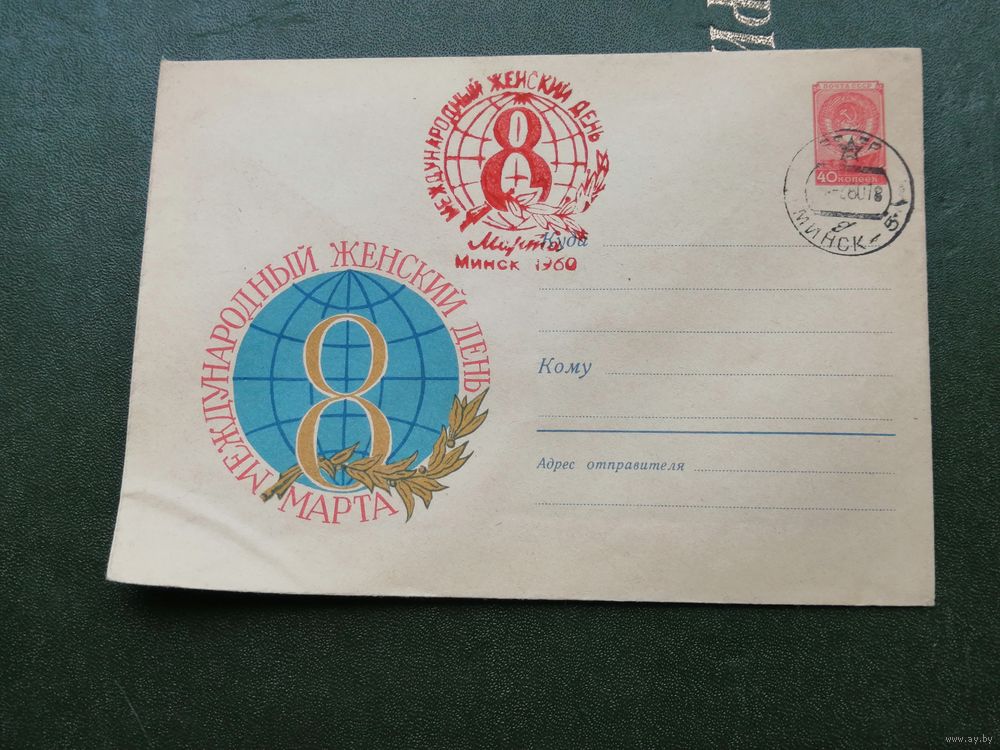 РИ
МЕЖДУНАРОДНЫЙ ЖЕНСКИЙ ДЕНЬ
8
Марта
Минск 1960
ПОЧТА СССР
40 КОПЕЕК
МИНСК
МЕЖДУНАРОДНЫЙ ЖЕНСКИЙ ДЕНЬ
8
МАРТА
Куда
Кому
Адрес отправителя
www.ay.by